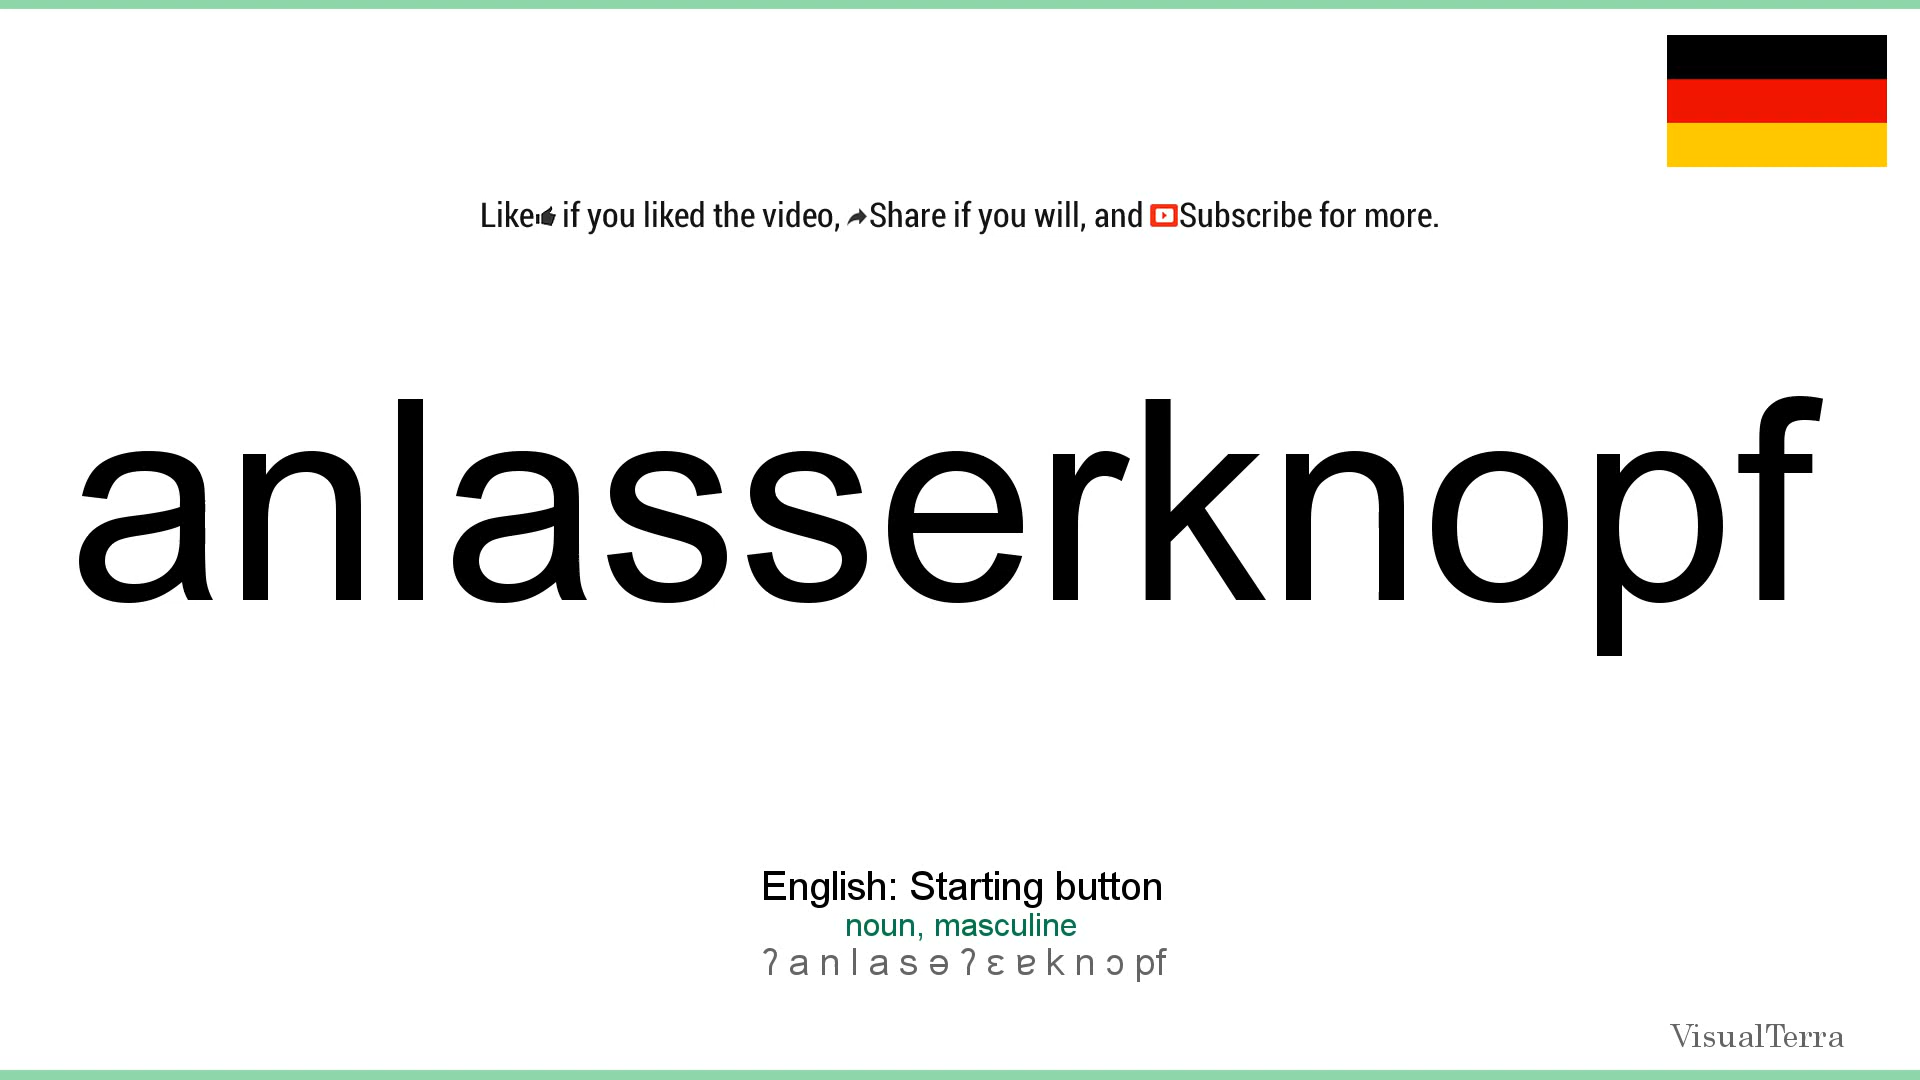 Like if you liked the video, Share if you will, and Subscribe for more.
anlasserknopf
English: Starting button
noun, masculine
ʔ a n l a s ə ʔ ɛ ɐ k n ɔ pf
VisualTerra